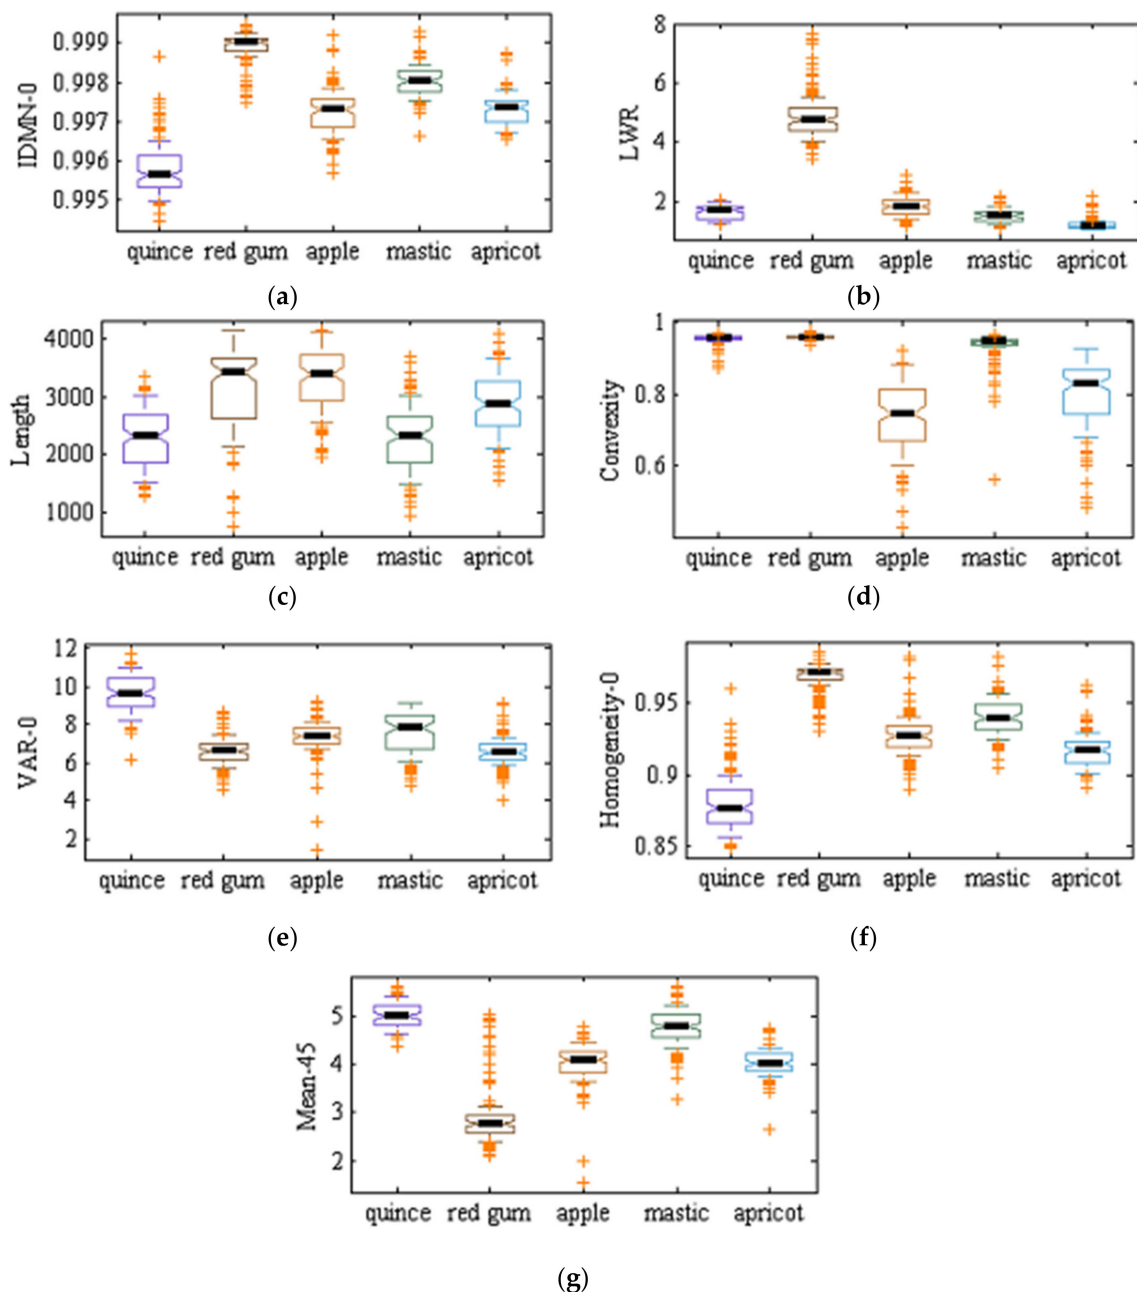 IDMN-0
0.999
0.998
0.997
0.996
0.995
quince red gum apple mastic apricot
(a)
LWR
8
6
4
2
quince red gum apple mastic apricot
(b)
Length
4000
3000
2000
1000
quince red gum apple mastic apricot
(c)
Convexity
1
0.8
0.6
quince red gum apple mastic apricot
(d)
VAR-0
12
10
8
6
4
2
quince red gum apple mastic apricot
(e)
Homogeneity-0
0.95
0.9
0.85
quince red gum apple mastic apricot
(f)
Mean-45
5
4
3
2
quince red gum apple mastic apricot
(g)